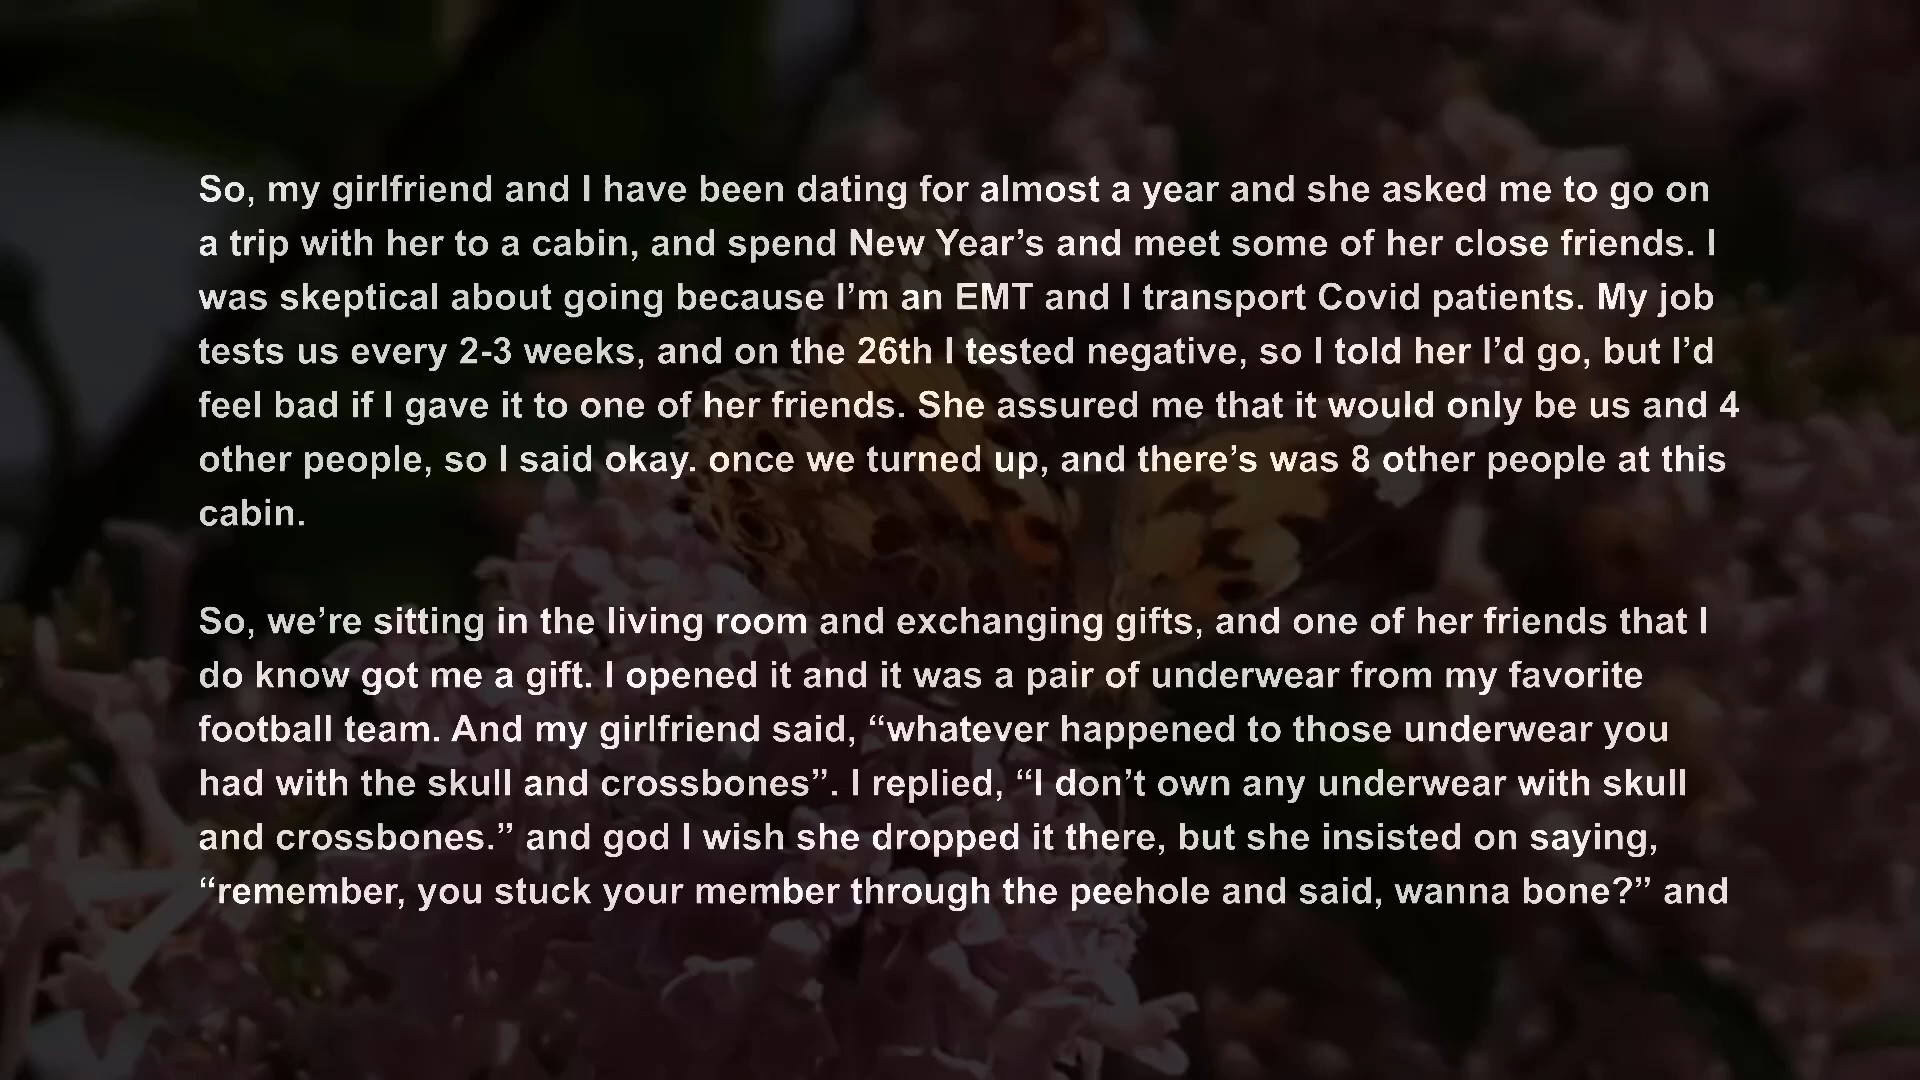 So, my girlfriend and I have been dating for almost a year and she asked me to go on
a trip with her to a cabin, and spend New Year’s and meet some of her close friends. I
was skeptical about going because I’m an EMT and I transport Covid patients. My job
tests us every 2-3 weeks, and on the 26th I tested negative, so I told her I’d go, but I’d
feel bad if I gave it to one of her friends. She assured me that it would only be us and 4
other people, so I said okay. once we turned up, and there’s was 8 other people at this
cabin.
So, we’re sitting in the living room and exchanging gifts, and one of her friends that I
do know got me a gift. I opened it and it was a pair of underwear from my favorite
football team. And my girlfriend said, “whatever happened to those underwear you
had with the skull and crossbones”. I replied, “I don’t own any underwear with skull
and crossbones.” and god I wish she dropped it there, but she insisted on saying,
“remember, you stuck your member through the peehole and said, wanna bone?” and